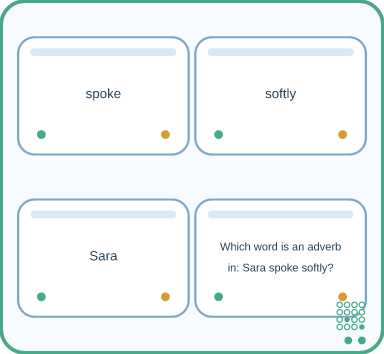 spoke
softly
Sara
Which word is an adverb
in: Sara spoke softly?